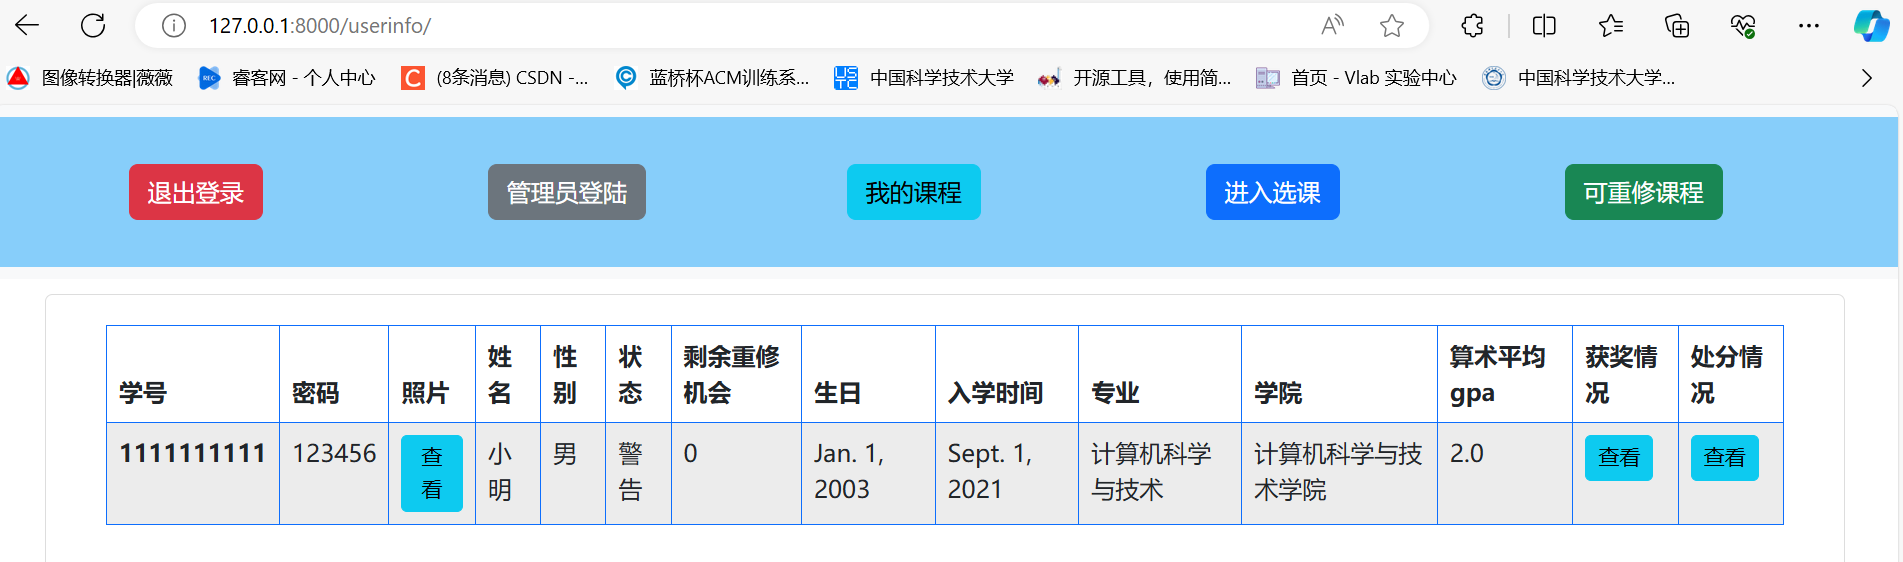 127.0.0.1:8000/userinfo/
图像转换器|薇薇 睿客网 - 个人中心 (8条消息) CSDN -... 蓝桥杯ACM训练系... 中国科学技术大学 开源工具，使用简... 首页 - Vlab 实验中心 中国科学技术大学...
退出登录 管理员登陆 我的课程 进入选课 可重修课程
学号 密码 照片 姓名 性别 状态 剩余重修机会 生日 入学时间 专业 学院 算术平均gpa 获奖情况 处分情况
1111111111 123456 查看 小明 男 警告 0 Jan. 1, 2003 Sept. 1, 2021 计算机科学与技术 计算机科学与技术学院 2.0 查看 查看